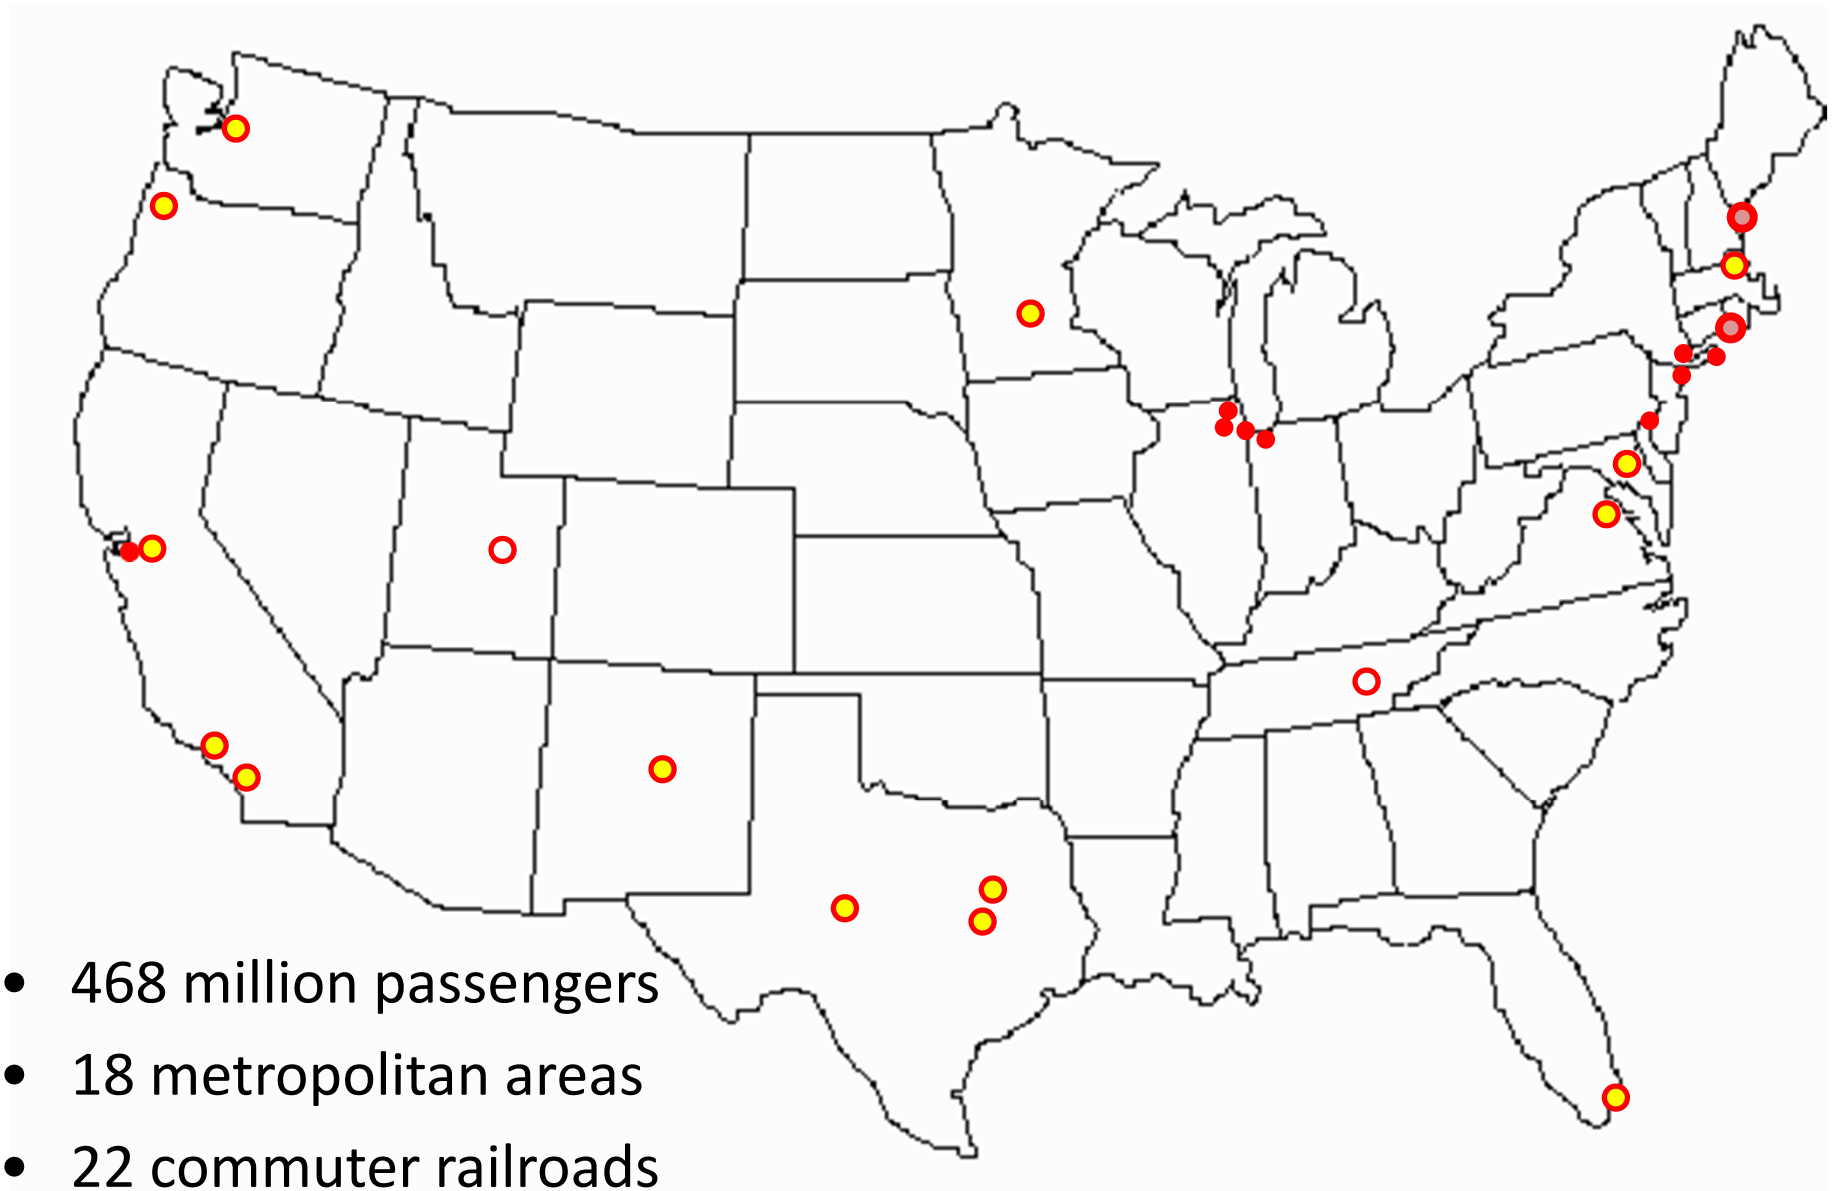 • 468 million passengers
• 18 metropolitan areas
• 22 commuter railroads